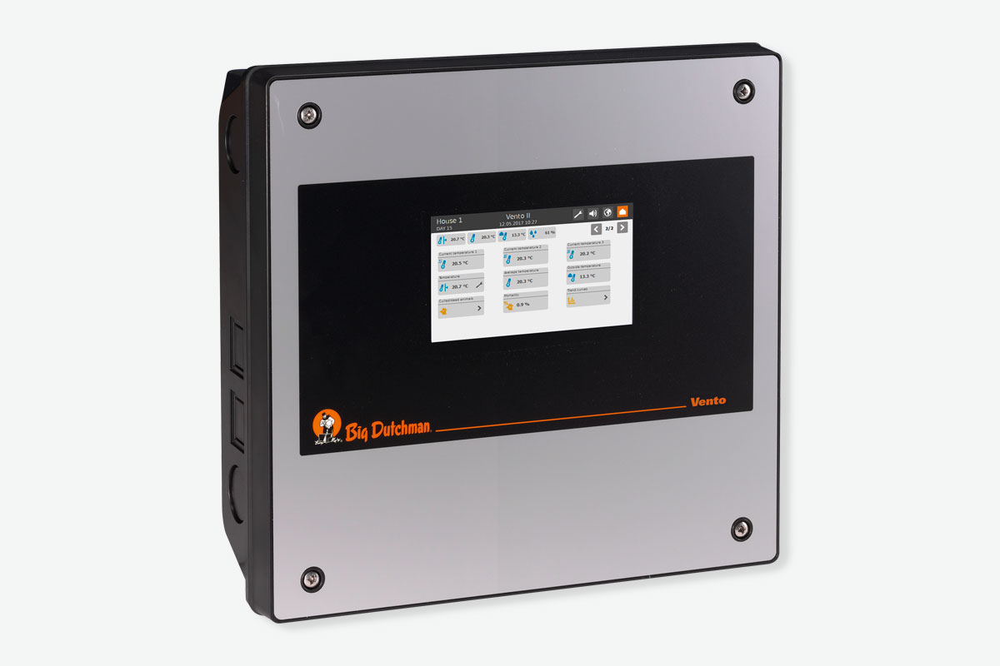 House 1
DAY 15
Vento II
12.05.2017 10:27
2/2
20.7 °C
20.3 °C
13.3 °C
61 %
Current temperature 1
20.5 °C
Current temperature 2
20.3 °C
Current temperature 3
20.2 °C
Temperature
20.7 °C
Average temperature
20.3 °C
Outside temperature
13.3 °C
Culled/dead animals
Mortality
0.9 %
Trend curves
Big Dutchman
Vento